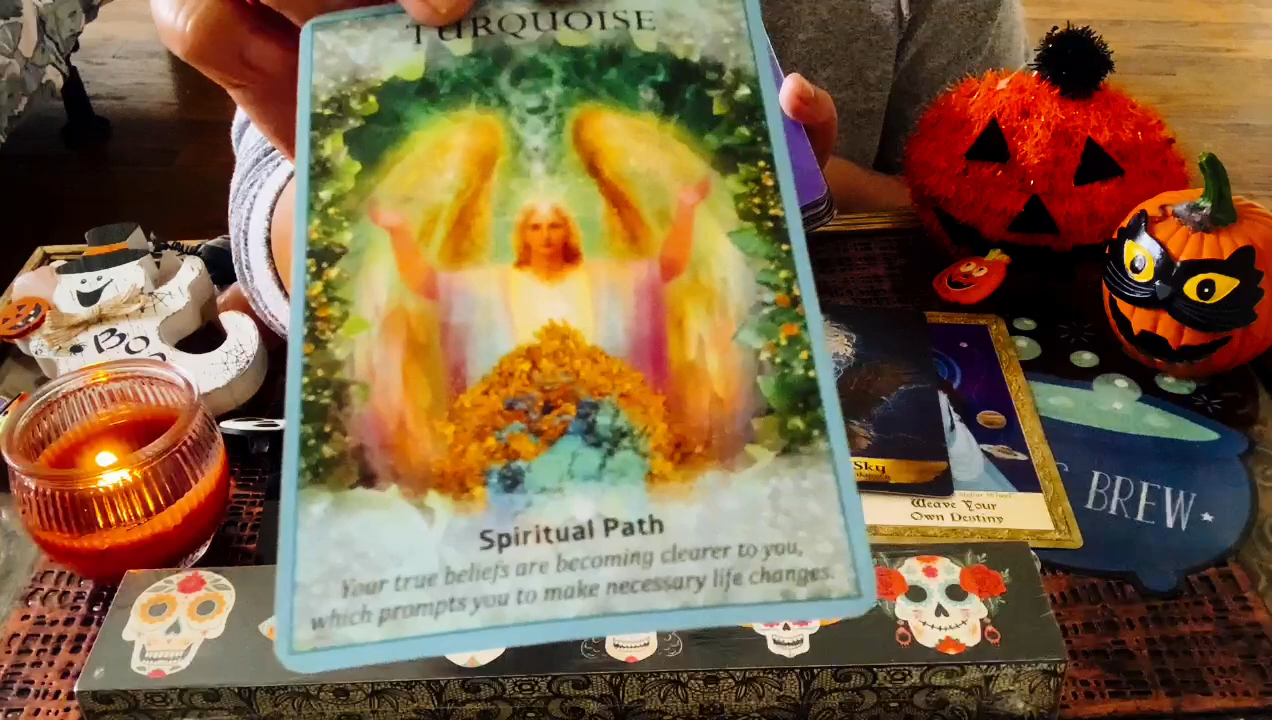 TURQUOISE
Spiritual Path
Your true beliefs are becoming clearer to you,
which prompts you to make necessary life changes.
Sky
Weave Your
Own Destiny
BREW
BOO